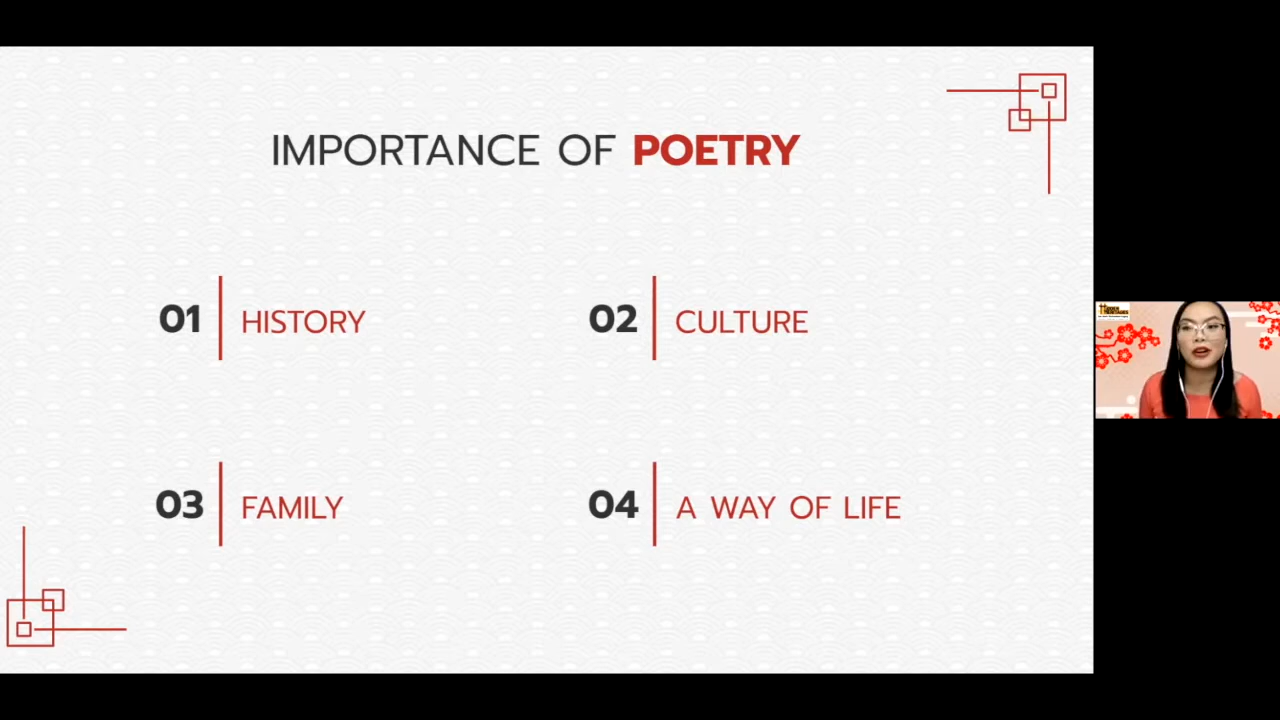 IMPORTANCE OF POETRY
01 HISTORY
02 CULTURE
03 FAMILY
04 A WAY OF LIFE